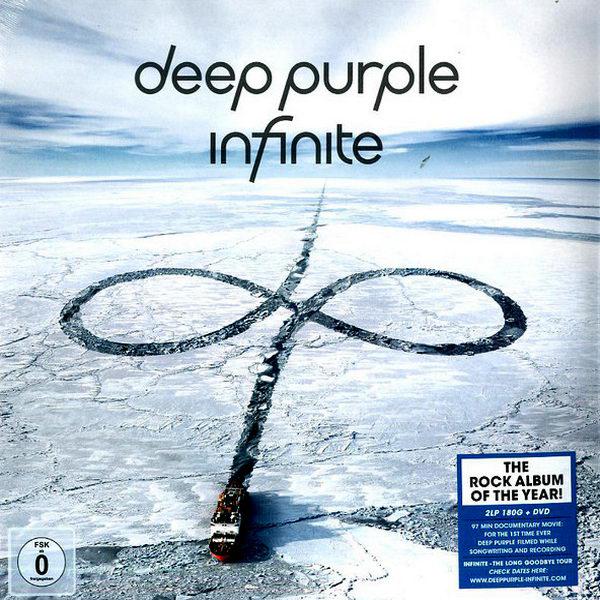 deep purple
infinite
THE
ROCK ALBUM
OF THE YEAR!
2LP 180G + DVD
97 MIN DOCUMENTARY MOVIE:
FOR THE 1ST TIME EVER
DEEP PURPLE FILMED WHILE
SONGWRITING AND RECORDING
INFINITE - THE LONG GOODBYE TOUR
CHECK DATES HERE:
WWW.DEEPPURPLE-INFINITE.COM
FSK
ab
0
freigegeben